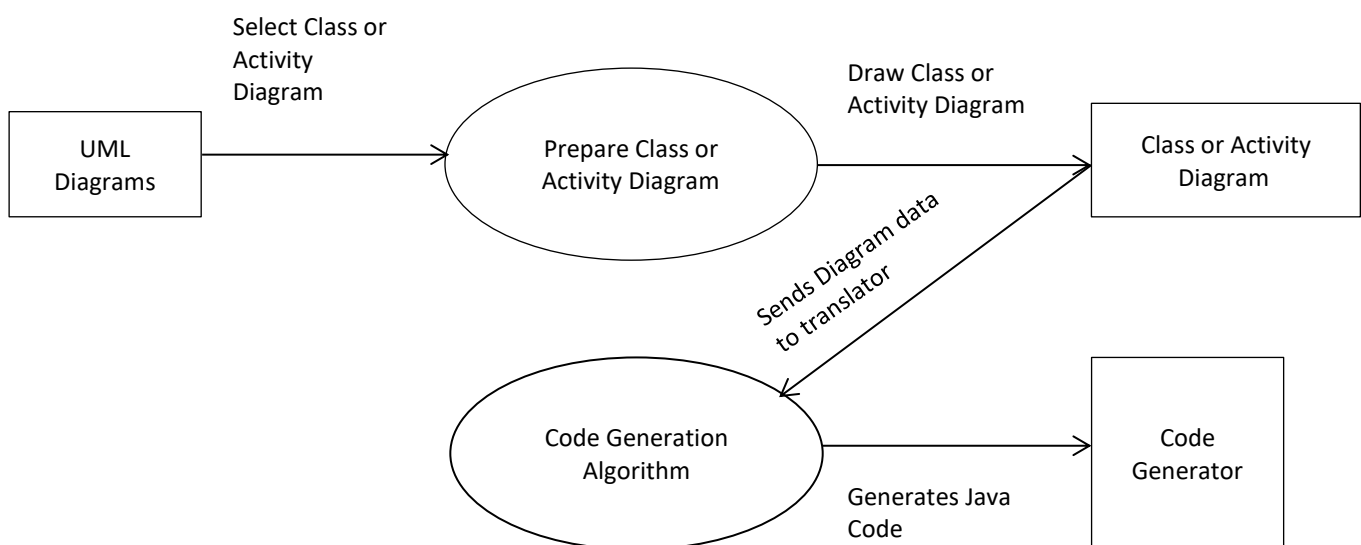 Select Class or
Activity
Diagram
Draw Class or
Activity Diagram
UML
Diagrams
Prepare Class or
Activity Diagram
Class or Activity
Diagram
Sends Diagram data
to translator
Code Generation
Algorithm
Code
Generator
Generates Java
Code